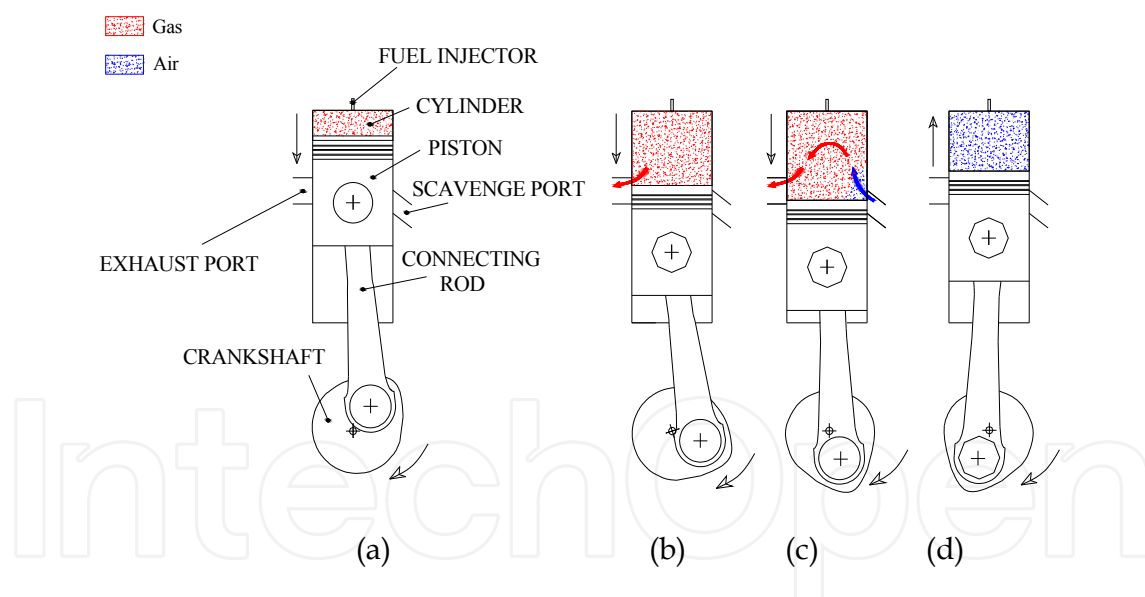 Gas
Air
FUEL INJECTOR
CYLINDER
PISTON
SCAVENGE PORT
EXHAUST PORT
CONNECTING
ROD
CRANKSHAFT
IntechOpen
(a)
(b)
(c)
(d)